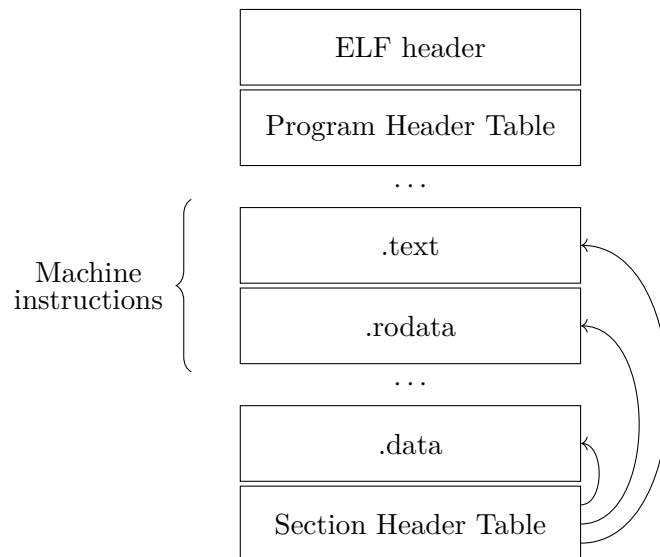 ELF header
Program Header Table
...
.text
Machine
instructions
.rodata
...
.data
Section Header Table